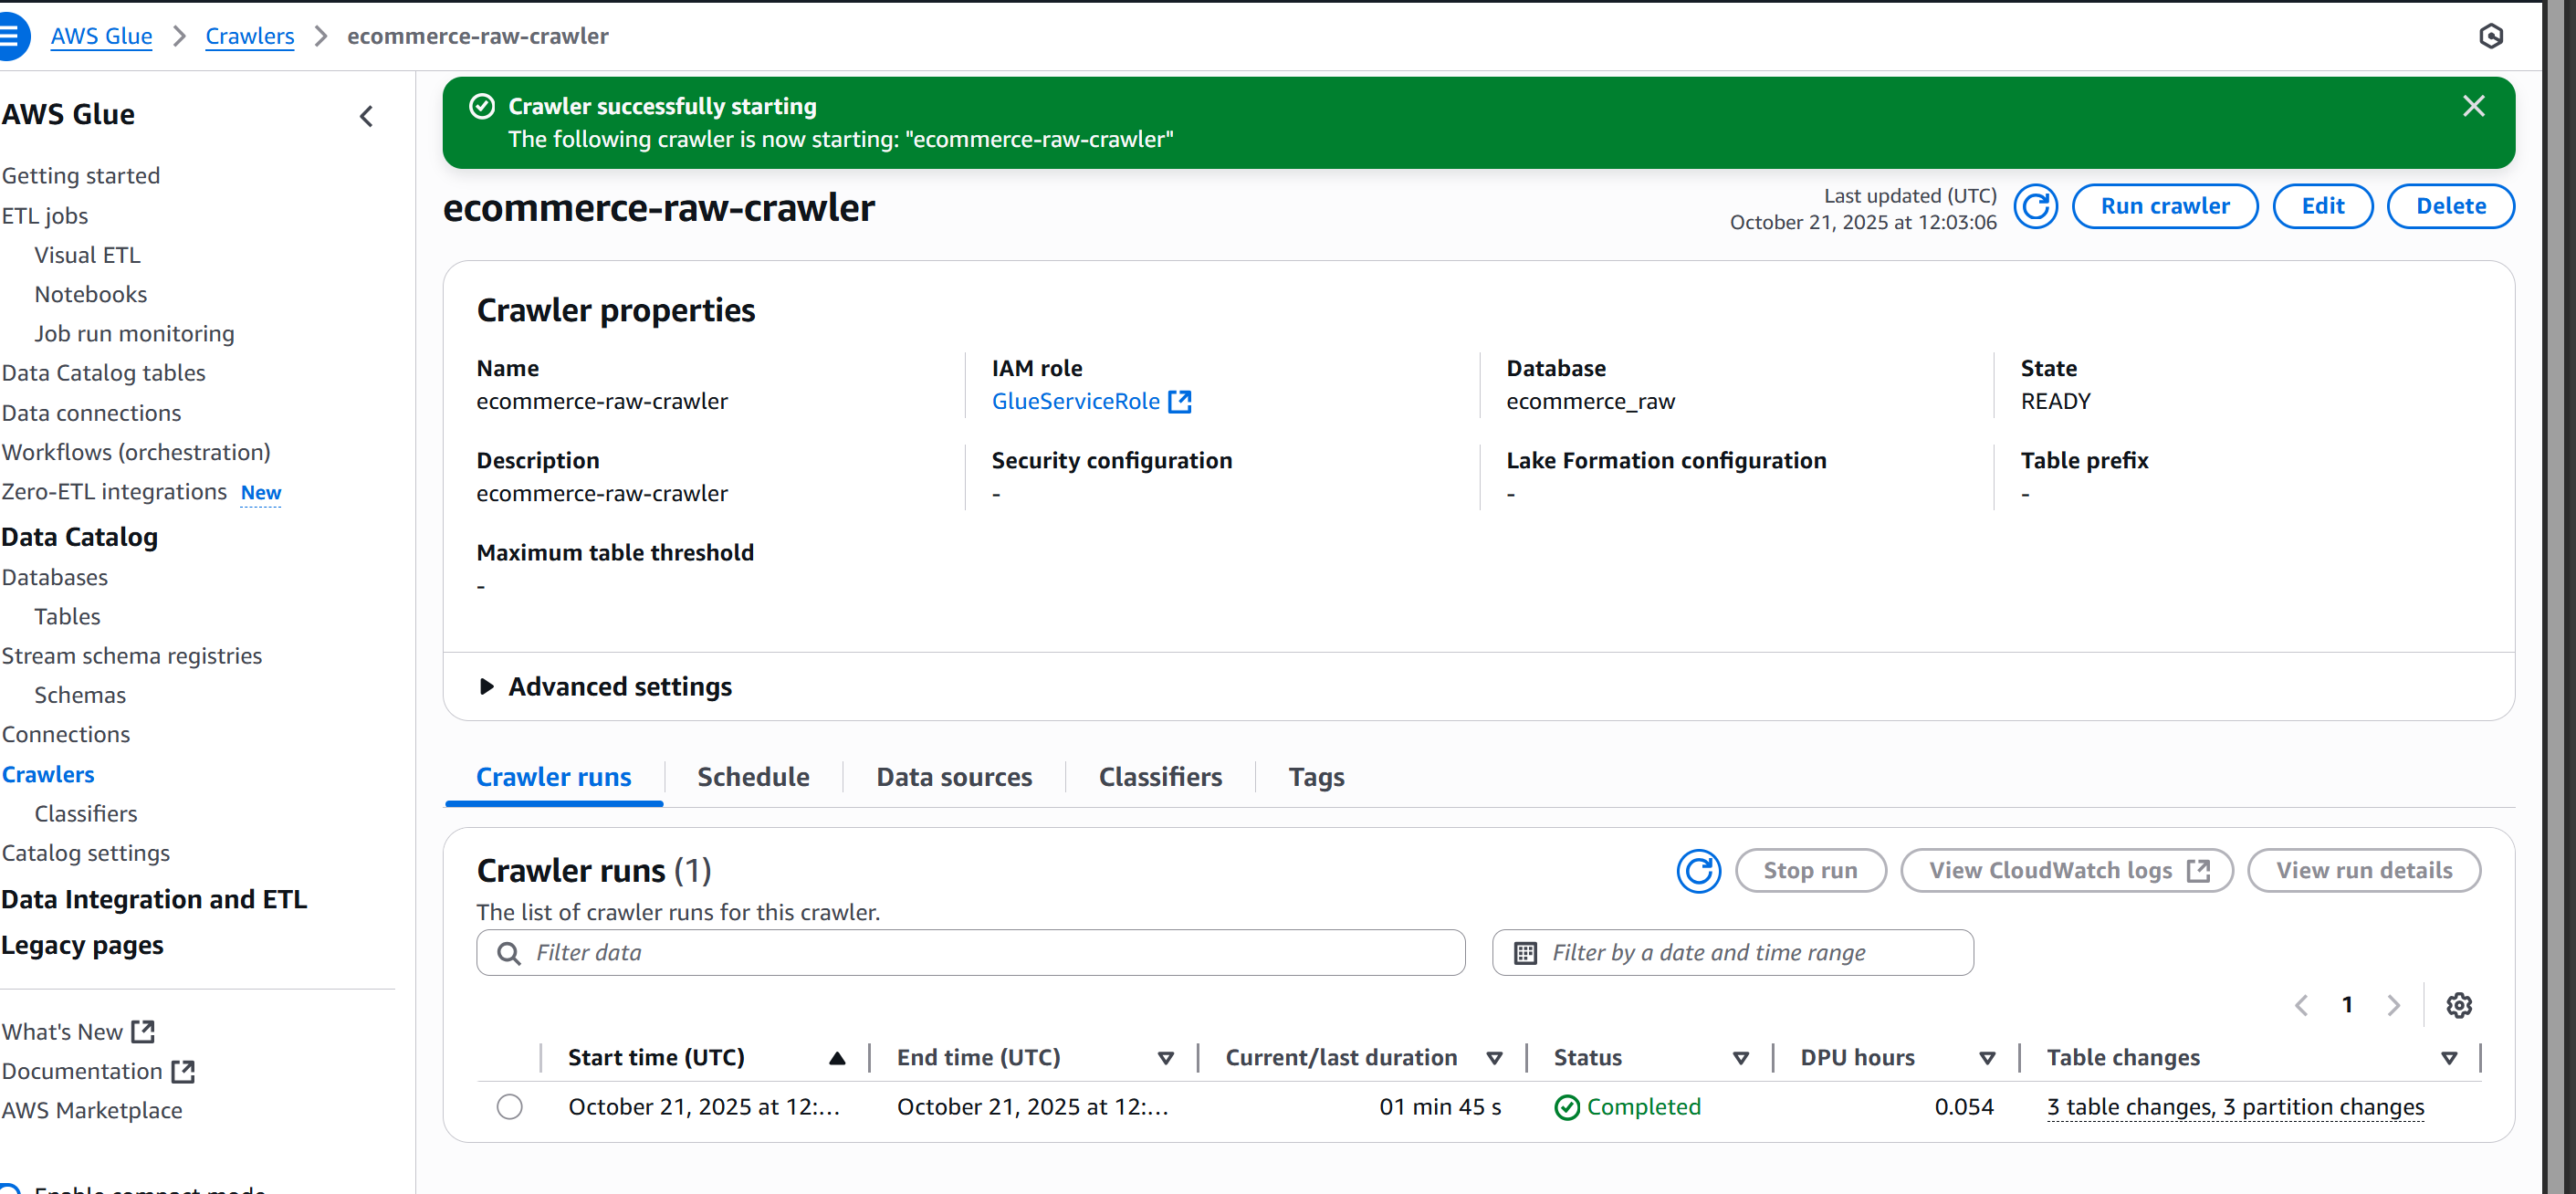 AWS Glue > Crawlers > ecommerce-raw-crawler
AWS Glue
Getting started
ETL jobs
Visual ETL
Notebooks
Job run monitoring
Data Catalog tables
Data connections
Workflows (orchestration)
Zero-ETL integrations New
Data Catalog
Databases
Tables
Stream schema registries
Schemas
Connections
Crawlers
Classifiers
Catalog settings
Data Integration and ETL
Legacy pages
What's New
Documentation
AWS Marketplace
Enable compact mode
Crawler successfully starting
The following crawler is now starting: "ecommerce-raw-crawler"
ecommerce-raw-crawler
Last updated (UTC)
October 21, 2025 at 12:03:06
Run crawler
Edit
Delete
Crawler properties
Name
ecommerce-raw-crawler
IAM role
GlueServiceRole
Database
ecommerce_raw
State
READY
Description
ecommerce-raw-crawler
Security configuration
-
Lake Formation configuration
-
Table prefix
-
Maximum table threshold
-
Advanced settings
Crawler runs
Schedule
Data sources
Classifiers
Tags
Crawler runs (1)
The list of crawler runs for this crawler.
Stop run
View CloudWatch logs
View run details
Filter data
Filter by a date and time range
1
Start time (UTC) End time (UTC) Current/last duration Status DPU hours Table changes
October 21, 2025 at 12:... October 21, 2025 at 12:... 01 min 45 s Completed 0.054 3 table changes, 3 partition changes